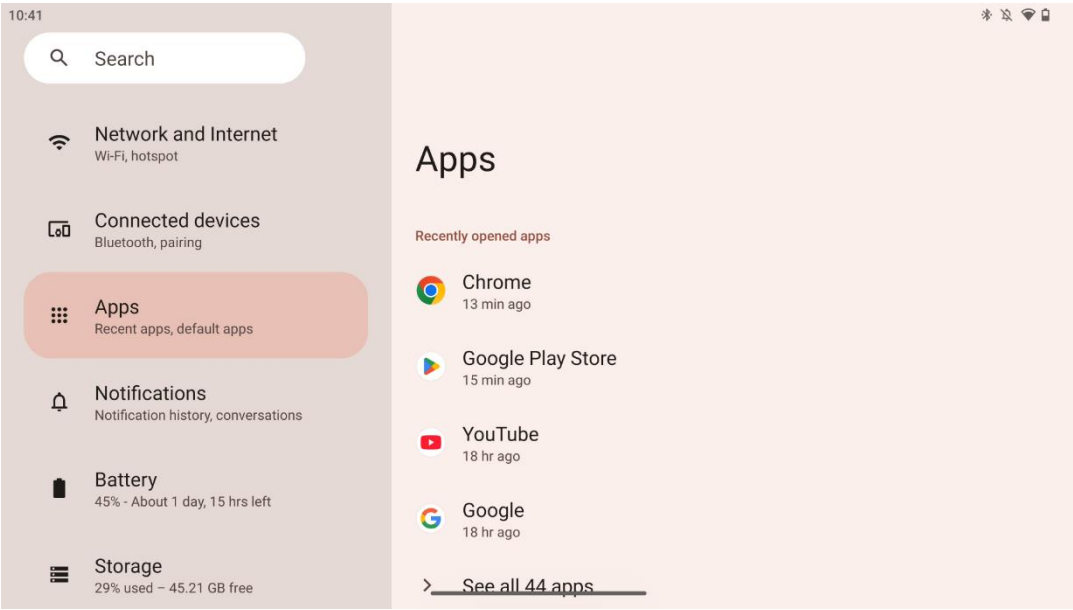 10:41
Search
Network and Internet
Wi-Fi, hotspot
Connected devices
Bluetooth, pairing
Apps
Recent apps, default apps
Notifications
Notification history, conversations
Battery
45% - About 1 day, 15 hrs left
Storage
29% used – 45.21 GB free
Apps
Recently opened apps
Chrome
13 min ago
Google Play Store
15 min ago
YouTube
18 hr ago
Google
18 hr ago
See all 44 apps